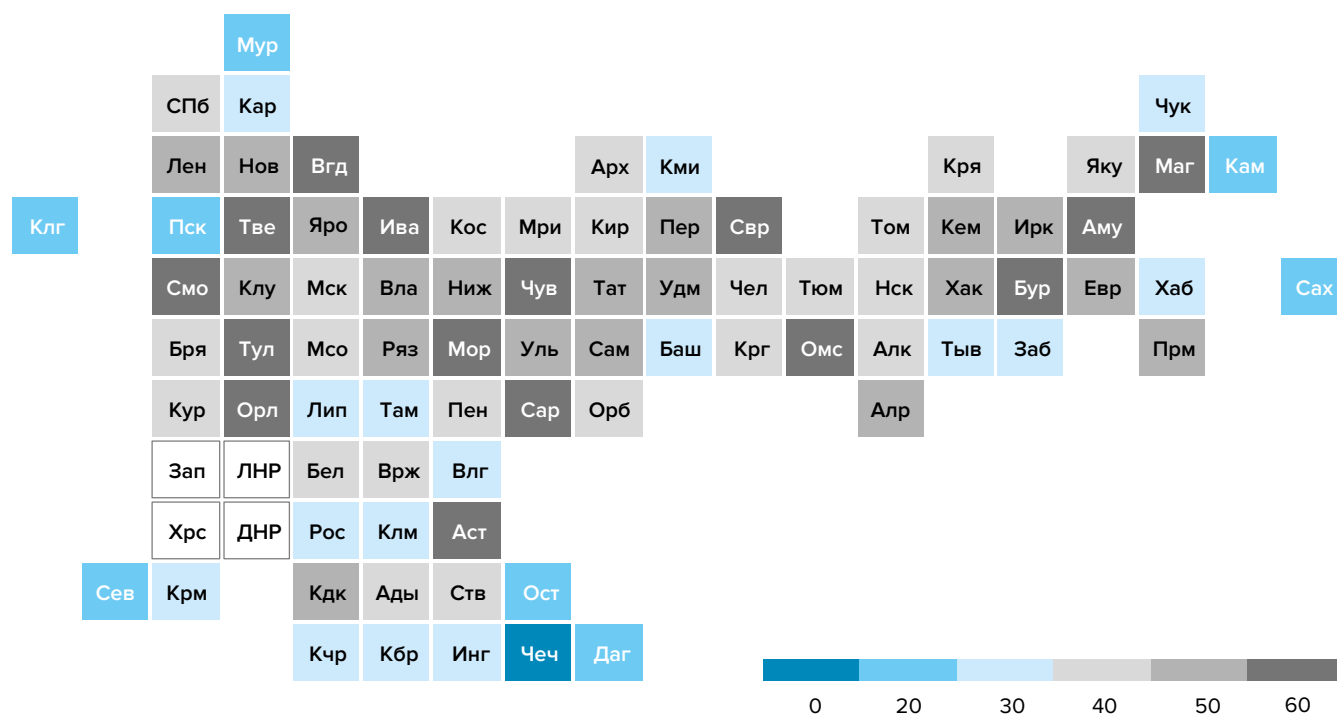 Мур
СПб Кар Чук
Лен Нов Вгд Арх Кми Кря Яку Маг Кам
Клг Пск Тве Яро Ива Кос Мри Кир Пер Свр Том Кем Ирк Аму
Смо Клу Мск Вла Ниж Чув Тат Удм Чел Тюм Нск Хак Бур Евр Хаб Сах
Бря Тул Мсо Ряз Мор Уль Сам Баш Крг Омс Алк Тыв Заб Прм
Кур Орл Лип Там Пен Сар Орб Алр
Зап ЛНР Бел Врж Влг
Хрс ДНР Рос Клм Аст
Сев Крм Кдк Ады Ств Ост
Кчр Кбр Инг Чеч Даг
0 20 30 40 50 60